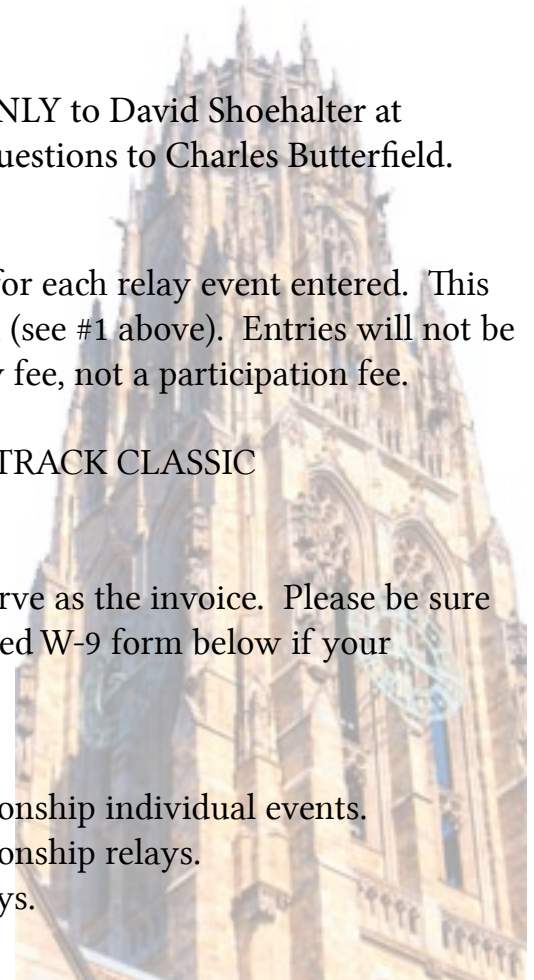 NLY to David Shoehalter at
uestions to Charles Butterfield.
for each relay event entered. This
(see #1 above). Entries will not be
fee, not a participation fee.
TRACK CLASSIC
rve as the invoice. Please be sure
ed W-9 form below if your
onship individual events.
onship relays.
ys.